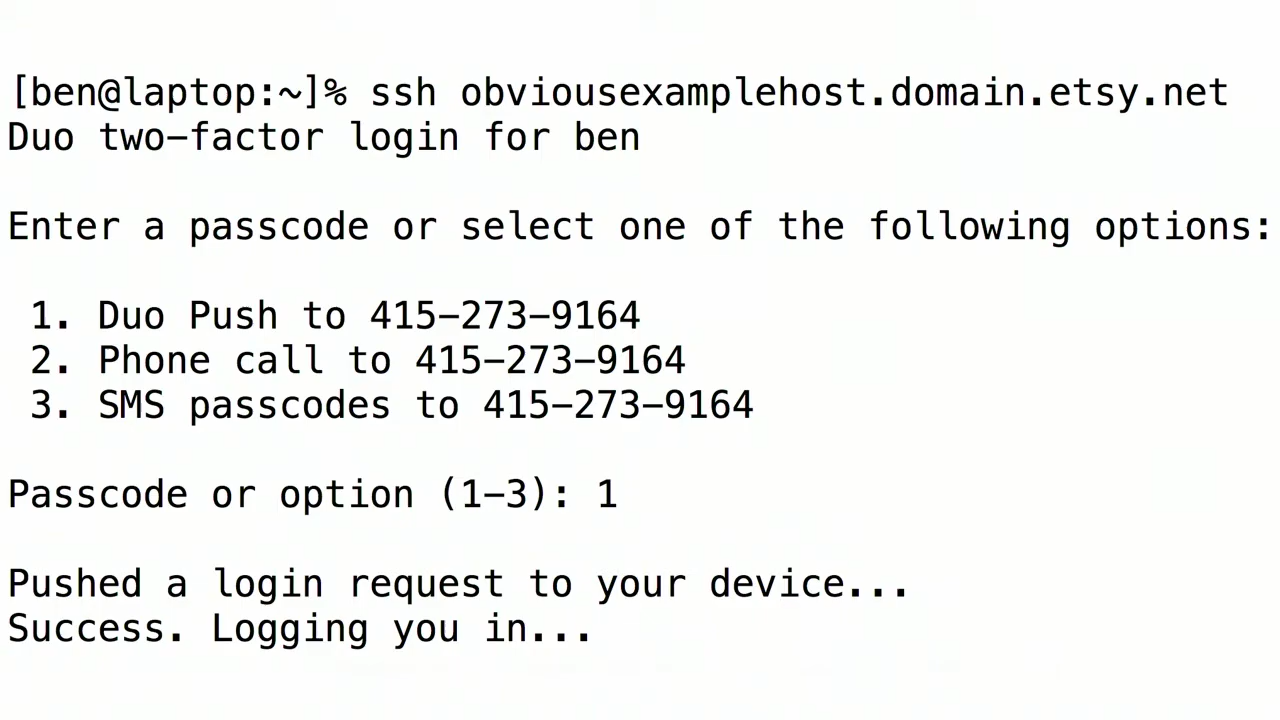 [ben@laptop:~]% ssh obviousexamplehost.domain.etsy.net
Duo two-factor login for ben
Enter a passcode or select one of the following options:
1. Duo Push to 415-273-9164
2. Phone call to 415-273-9164
3. SMS passcodes to 415-273-9164
Passcode or option (1-3): 1
Pushed a login request to your device...
Success. Logging you in...